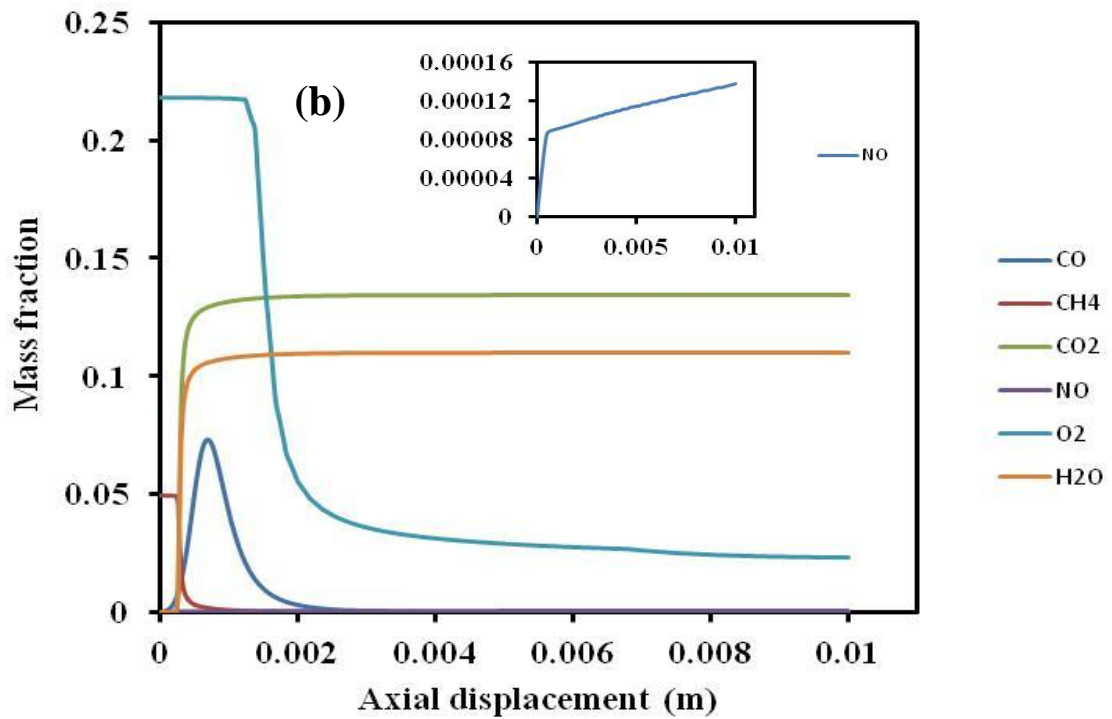 0.25
0.2
0.15
0.1
0.05
0
Mass fraction
(b)
0.00016
0.00012
0.00008
0.00004
0
0 0.005 0.01
NO
CO
CH4
CO2
NO
O2
H2O
0 0.002 0.004 0.006 0.008 0.01
Axial displacement (m)